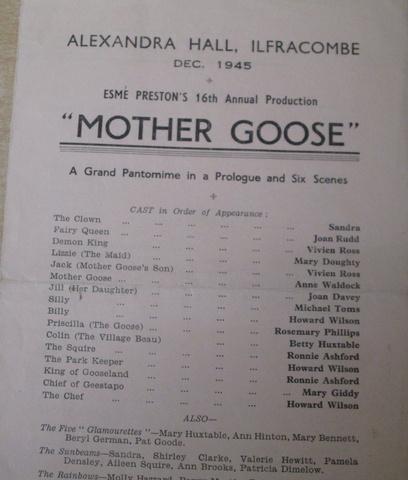 ALEXANDRA HALL, ILFRACOMBE
DEC. 1945
ESMÉ PRESTON'S 16th Annual Production
"MOTHER GOOSE"
A Grand Pantomime in a Prologue and Six Scenes
CAST in Order of Appearance :
The Clown ... ... ... ... ... ... Sandra
Fairy Queen ... ... ... ... ... ... Joan Rudd
Demon King ... ... ... ... ... Vivien Ross
Lizzie (The Maid) ... ... ... ... Mary Doughty
Jack (Mother Goose's Son) ... ... ... Vivien Ross
Mother Goose ... ... ... ... ... Anne Waldock
Jill (Her Daughter) ... ... ... ... Joan Davey
Silly ... ... ... ... ... Michael Toms
Billy ... ... ... ... ... Howard Wilson
Priscilla (The Goose) ... ... ... Rosemary Phillips
Colin (The Village Beau) ... ... ... Betty Huxtable
The Squire ... ... ... ... ... Ronnie Ashford
The Park Keeper ... ... ... ... Howard Wilson
King of Gooseland ... ... ... ... Ronnie Ashford
Chief of Geestapo ... ... ... ... Mary Giddy
The Chef ... ... ... ... ... Howard Wilson
ALSO—
The Five "Glamourettes"—Mary Huxtable, Ann Hinton, Mary Bennett,
Beryl German, Pat Goode.
The Sunbeams—Sandra, Shirley Clarke, Valerie Hewitt, Pamela
Densley, Aileen Squire, Ann Brooks, Patricia Dimelow.
The Rainbows—Molly